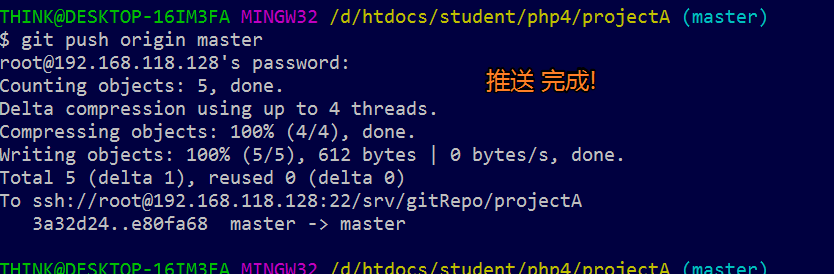 THINK@DESKTOP-16IM3FA MINGW32 /d/htdocs/student/php4/projectA (master)
$ git push origin master
root@192.168.118.128's password:
Counting objects: 5, done.
推送 完成!
Delta compression using up to 4 threads.
Compressing objects: 100% (4/4), done.
Writing objects: 100% (5/5), 612 bytes | 0 bytes/s, done.
Total 5 (delta 1), reused 0 (delta 0)
To ssh://root@192.168.118.128:22/srv/gitRepo/projectA
   3a32d24..e80fa68  master -> master
THINK@DESKTOP-16IM3FA MINGW32 /d/htdocs/student/php4/projectA (master)